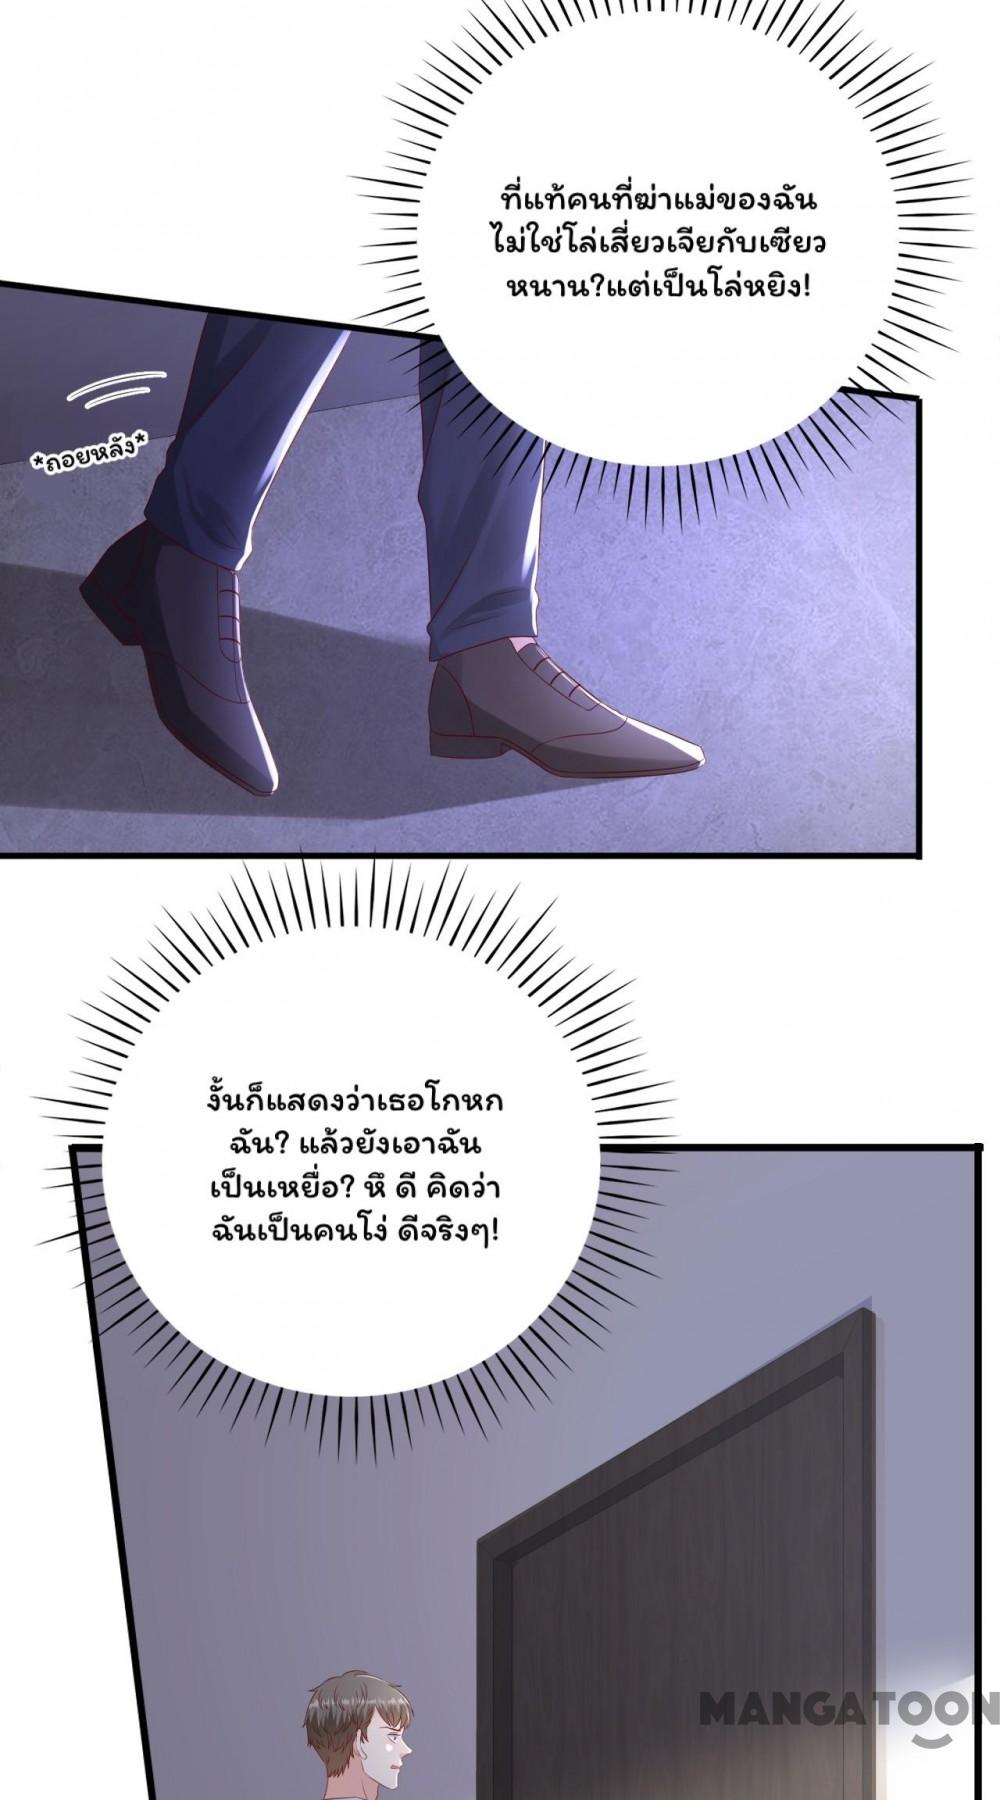 ที่แท้คนที่ฆ่าแม่ของฉัน
ไม่ใช่โล่เสี่ยวเจียกับเซียว
หนาน?แต่เป็นโล่หยิง!
*ถอยหลัง*
งั้นก็แสดงว่าเธอโกหก
ฉัน? แล้วยังเอาฉัน
เป็นเหยื่อ? หึ ดี คิดว่า
ฉันเป็นคนโง่ ดีจริงๆ!
MANGATOON